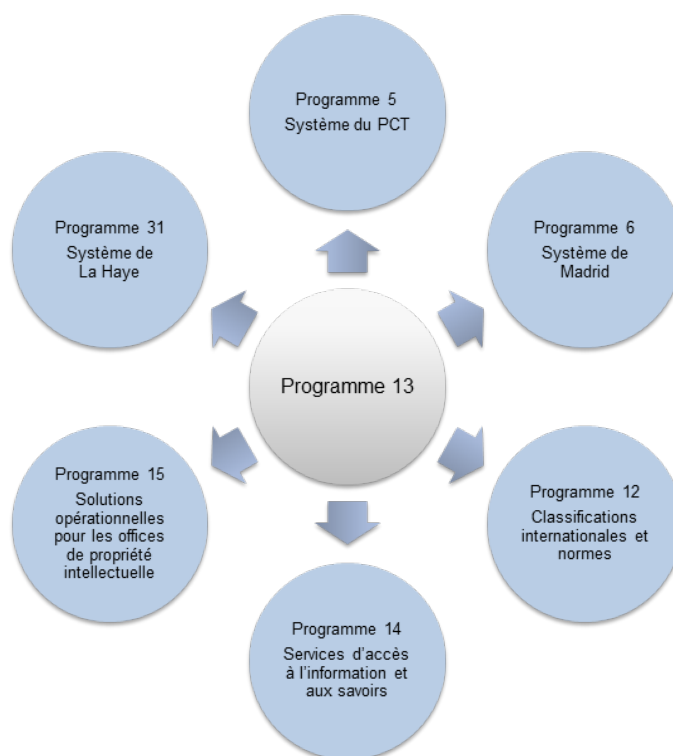 Programme 5
Système du PCT
Programme 31
Système de
La Haye
Programme 6
Système de
Madrid
Programme 13
Programme 15
Solutions
opérationnelles
pour les offices
de propriété
intellectuelle
Programme 12
Classifications
internationales et
normes
Programme 14
Services d’accès
à l’information et
aux savoirs